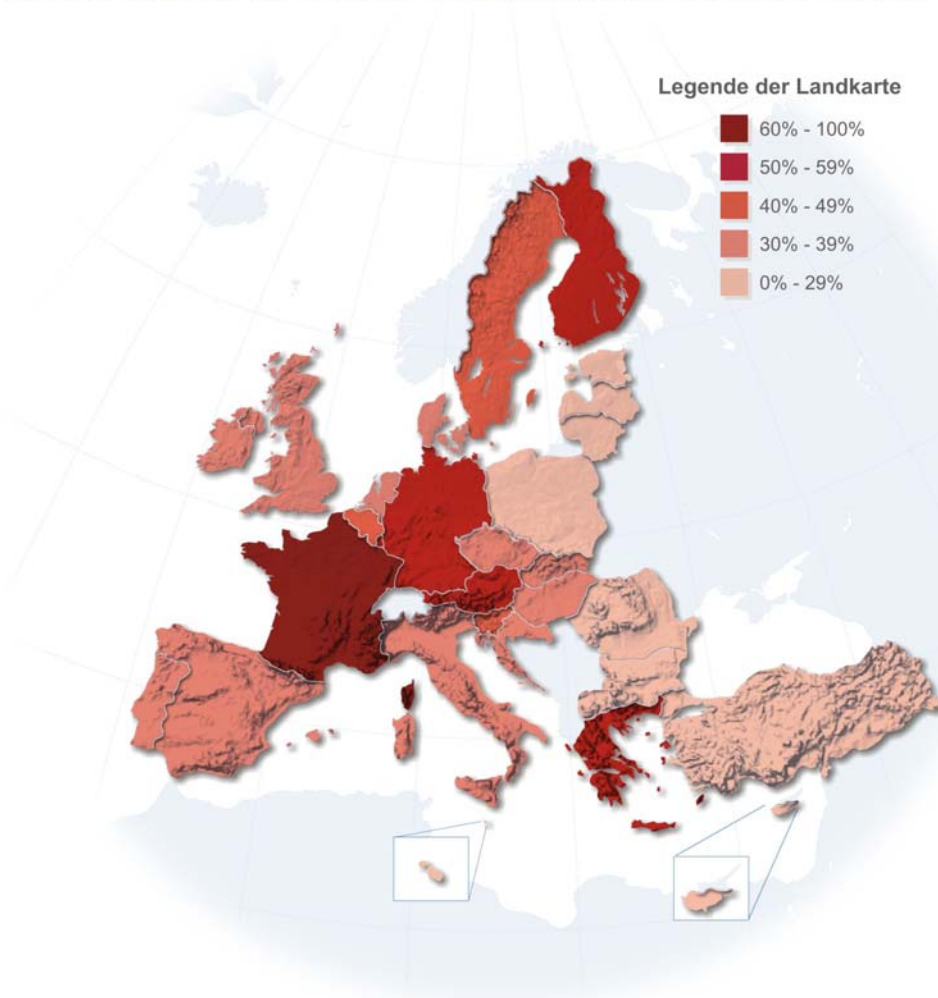 Legende der Landkarte
60% - 100%
50% - 59%
40% - 49%
30% - 39%
0% - 29%